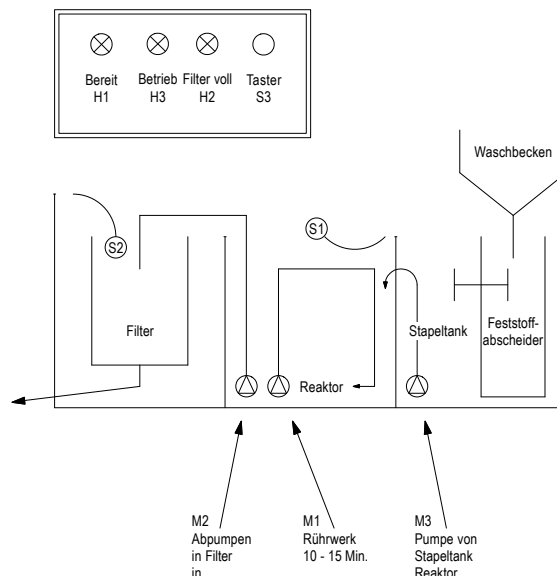 Bereit
H1
Betrieb
H3
Filter voll
H2
Taster
S3
Waschbecken
S2
S1
Filter
Stapeltank
Feststoff-
abscheider
Reaktor
M2
Abpumpen
in Filter
in
M1
Rührwerk
10 - 15 Min.
M3
Pumpe von
Stapeltank
Reaktor